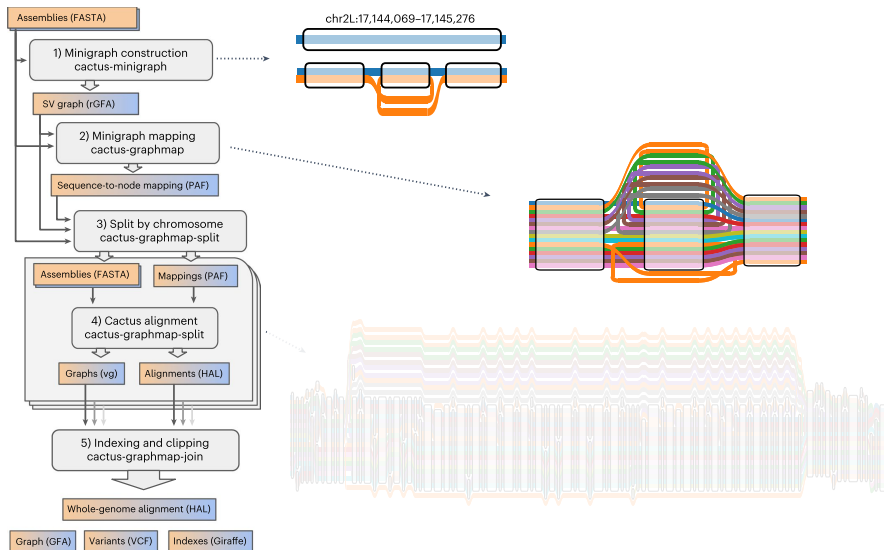 Assemblies (FASTA)
chr2L:17,144,069–17,145,276
1) Minigraph construction
cactus-minigraph
SV graph (rGFA)
2) Minigraph mapping
cactus-graphmap
Sequence-to-node mapping (PAF)
3) Split by chromosome
cactus-graphmap-split
Assemblies (FASTA)
Mappings (PAF)
4) Cactus alignment
cactus-graphmap-split
Graphs (vg)
Alignments (HAL)
5) Indexing and clipping
cactus-graphmap-join
Whole-genome alignment (HAL)
Graph (GFA)
Variants (VCF)
Indexes (Giraffe)